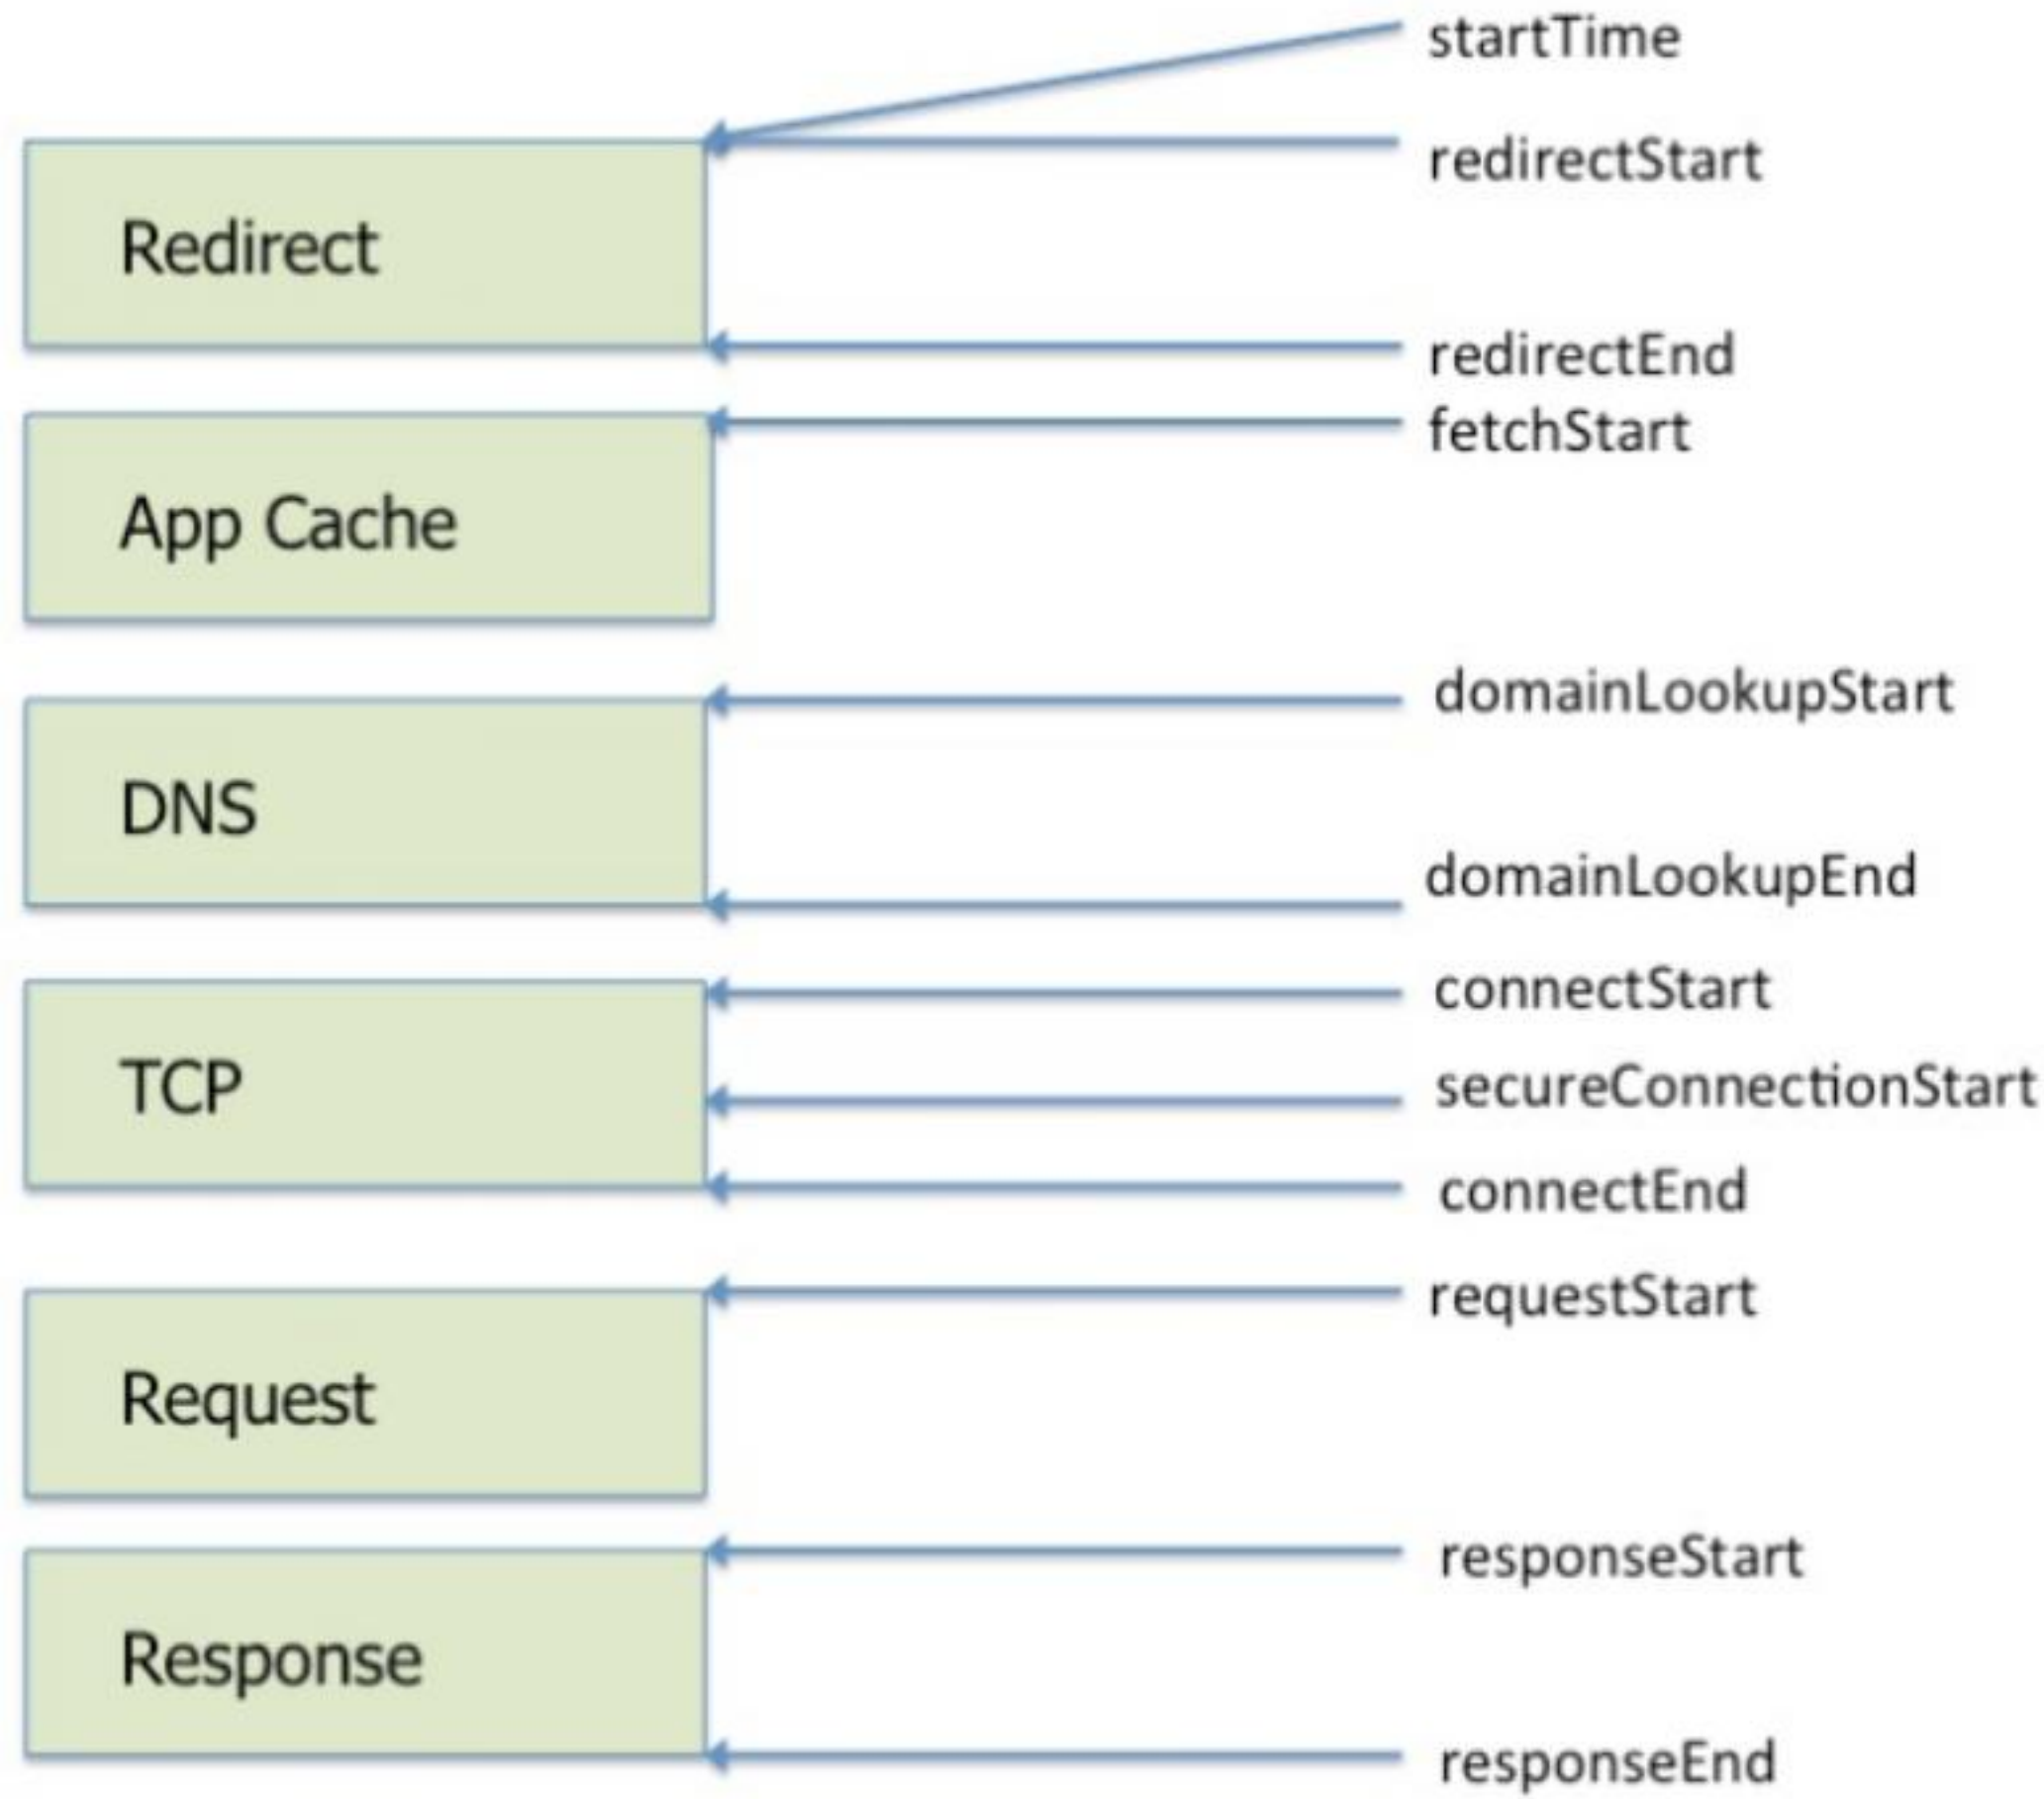 startTime
redirectStart
Redirect
redirectEnd
fetchStart
App Cache
domainLookupStart
DNS
domainLookupEnd
connectStart
TCP
secureConnectionStart
connectEnd
requestStart
Request
responseStart
Response
responseEnd